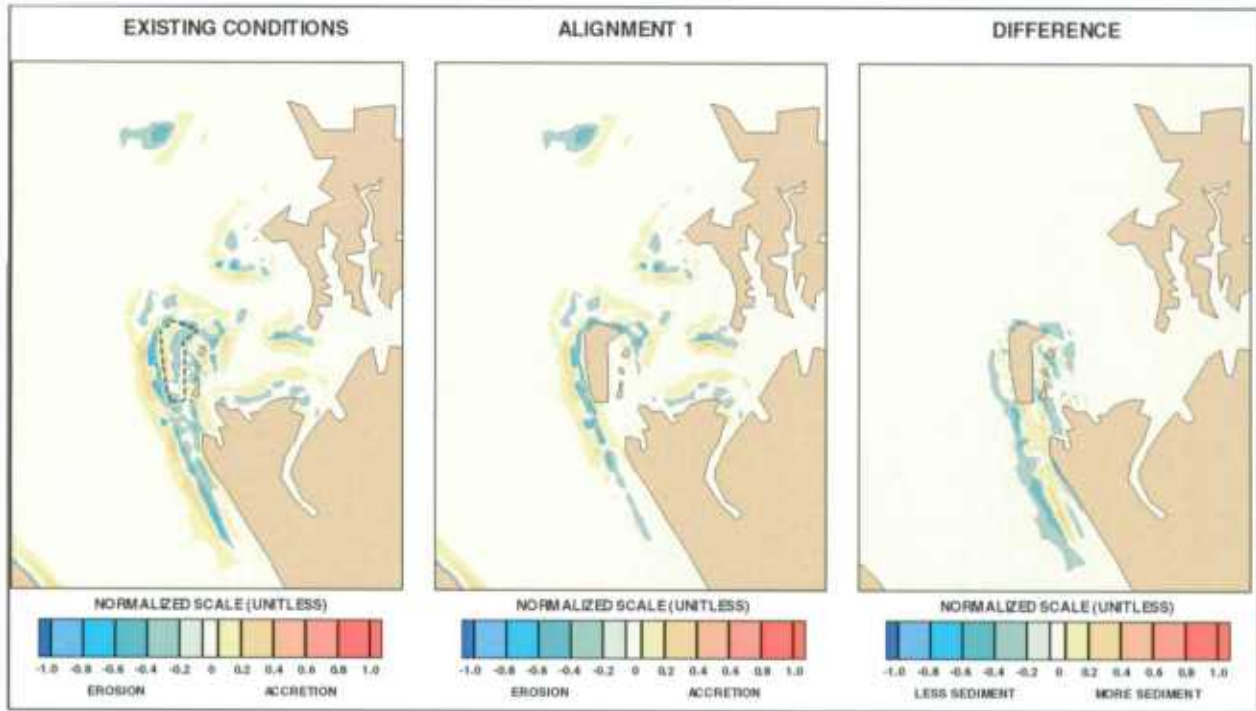 EXISTING CONDITIONS
ALIGNMENT 1
DIFFERENCE
NORMALIZED SCALE (UNITLESS)
-1.0 -0.8 -0.6 -0.4 -0.2 0 0.2 0.4 0.6 0.8 1.0
EROSION ACCRETION
NORMALIZED SCALE (UNITLESS)
-1.0 -0.8 -0.6 -0.4 -0.2 0 0.2 0.4 0.6 0.8 1.0
EROSION ACCRETION
NORMALIZED SCALE (UNITLESS)
-1.0 -0.8 -0.6 -0.4 -0.2 0 0.2 0.4 0.6 0.8 1.0
LESS SEDIMENT MORE SEDIMENT